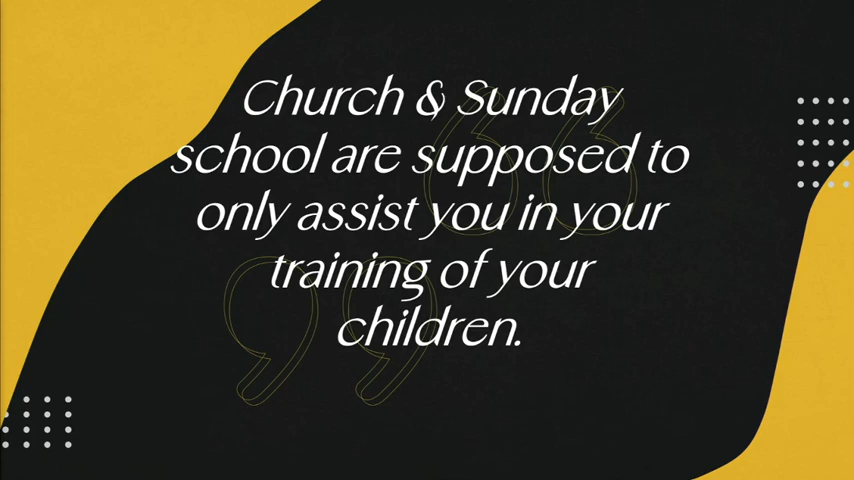 Church & Sunday
school are supposed to
only assist you in your
training of your
children.